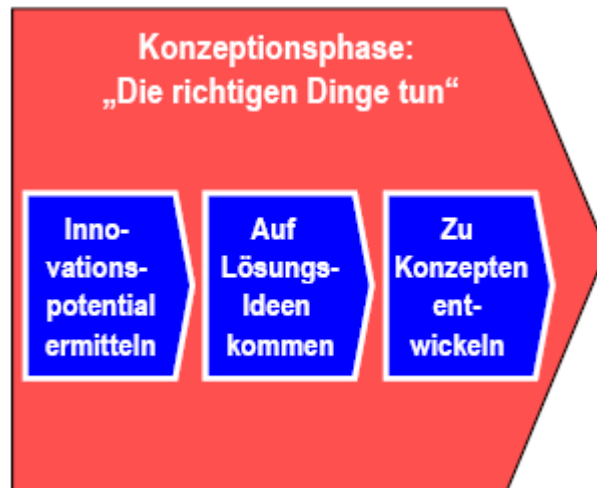 Konzeptionsphase:
„Die richtigen Dinge tun“
Inno-
vations-
potential
ermitteln
Auf
Lösungs-
Ideen
kommen
Zu
Konzepten
ent-
wickeln